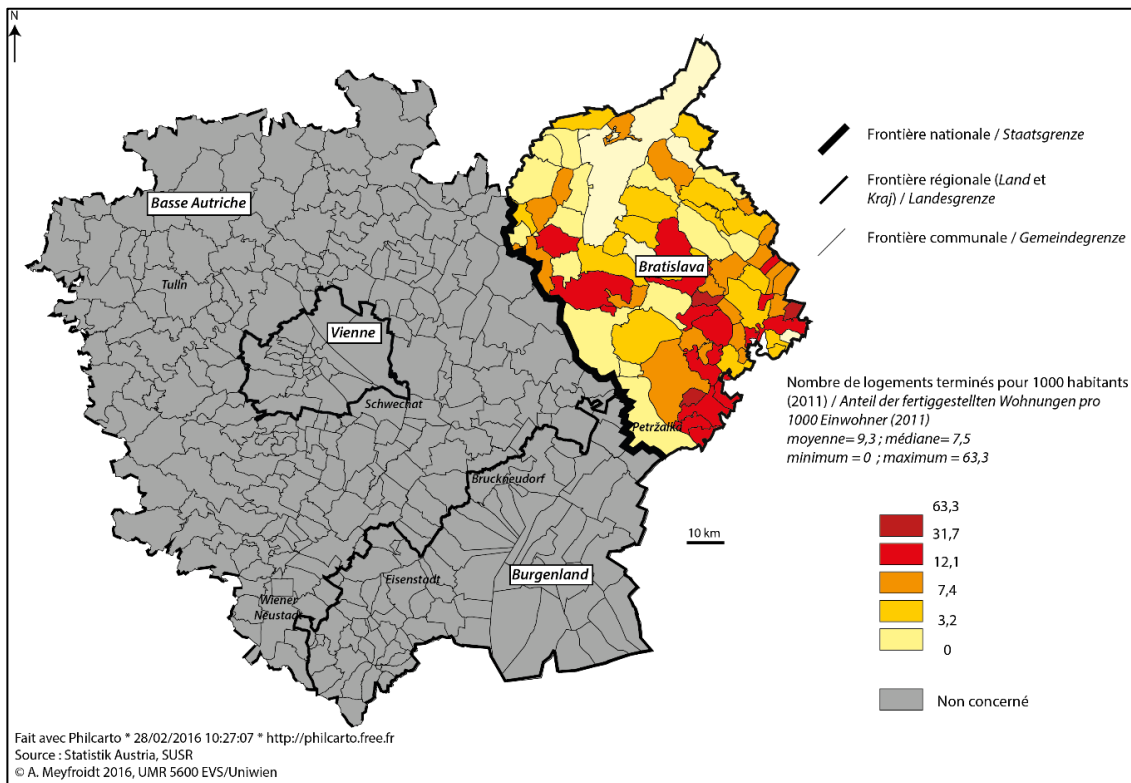 N
Basse Autriche
Tulln
Vienne
Schwechat
Bratislava
Petržalka
Bruckneudorf
Eisenstadt
Burgenland
Wiener
Neustadt
10 km
Frontière nationale / Staatsgrenze
Frontière régionale (Land et
Kraj) / Landesgrenze
Frontière communale / Gemeindegrenze
Nombre de logements terminés pour 1000 habitants
(2011) / Anteil der fertiggestellten Wohnungen pro
1000 Einwohner (2011)
moyenne= 9,3 ; médiane= 7,5
minimum = 0 ; maximum = 63,3
63,3
31,7
12,1
7,4
3,2
0
Non concerné
Fait avec Philcarto * 28/02/2016 10:27:07 * http://philcarto.free.fr
Source : Statistik Austria, SUSR
© A. Meyfroidt 2016, UMR 5600 EVS/Uniwien